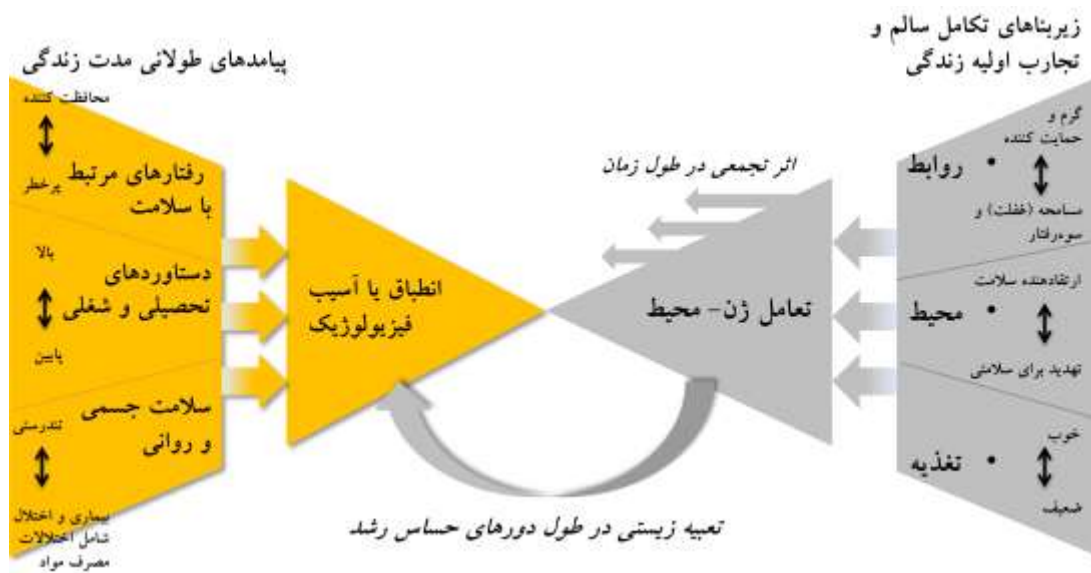 زیربناهای تکامل سالم و
تجارب اولیه زندگی
گرم و
حمایت کننده
• روابط
مسامحه (غفلت) و
سوءرفتار
ارتقادهنده سلامت
• محیط
تهدید برای سلامتی
خوب
• تغذیه
ضعیف
اثر تجمعی در طول زمان
تعامل ژن- محیط
تعبیه زیستی در طول دورهای حساس رشد
انطباق یا آسیب
فیزیولوژیک
پیامدهای طولانی مدت زندگی
محافظت کننده
رفتارهای مرتبط
با سلامت
پرخطر
بالا
دستاوردهای
تحصیلی و شغلی
پایین
سلامت جسمی
و روانی
تندرستی
بیماری و اختلال
شامل اختلالات
مصرف مواد